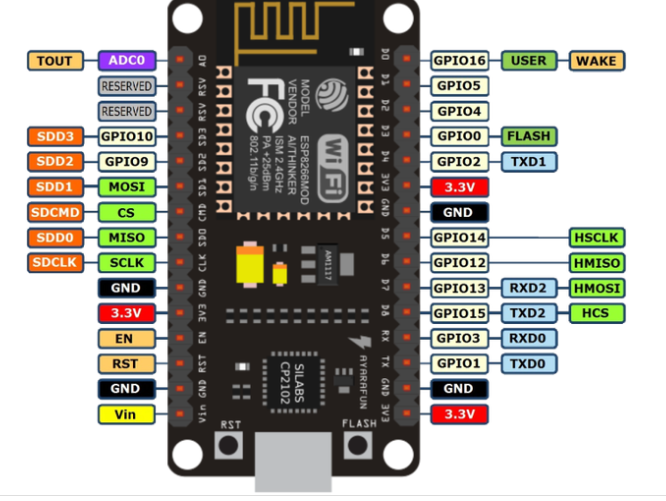 TOUT ADC0
RESERVED
RESERVED
SDD3 GPIO10
SDD2 GPIO9
SDD1 MOSI
SDCMD CS
SDD0 MISO
SDCLK SCLK
GND
3.3V
EN
RST
GND
Vin
A0
RSV
RSV
SD3
SD2
SD1
CMD
SD0
CLK
GND
3V3
EN
RST
GND
Vin
MODEL ESP8266MOD
VENDOR AI/THINKER
ISM 2.4GHz
PA +25dBm
802.11b/g/n
FC
Wi Fi
AM1117
SILABS
CP2102
AYARAFUN
RST
FLASH
D0
D1
D2
D3
D4
3V3
GND
D5
D6
D7
D8
RX
TX
GND
3V3
GPIO16 USER WAKE
GPIO5
GPIO4
GPIO0 FLASH
GPIO2 TXD1
3.3V
GND
GPIO14 HSCLK
GPIO12 HMISO
GPIO13 RXD2 HMOSI
GPIO15 TXD2 HCS
GPIO3 RXD0
GPIO1 TXD0
GND
3.3V